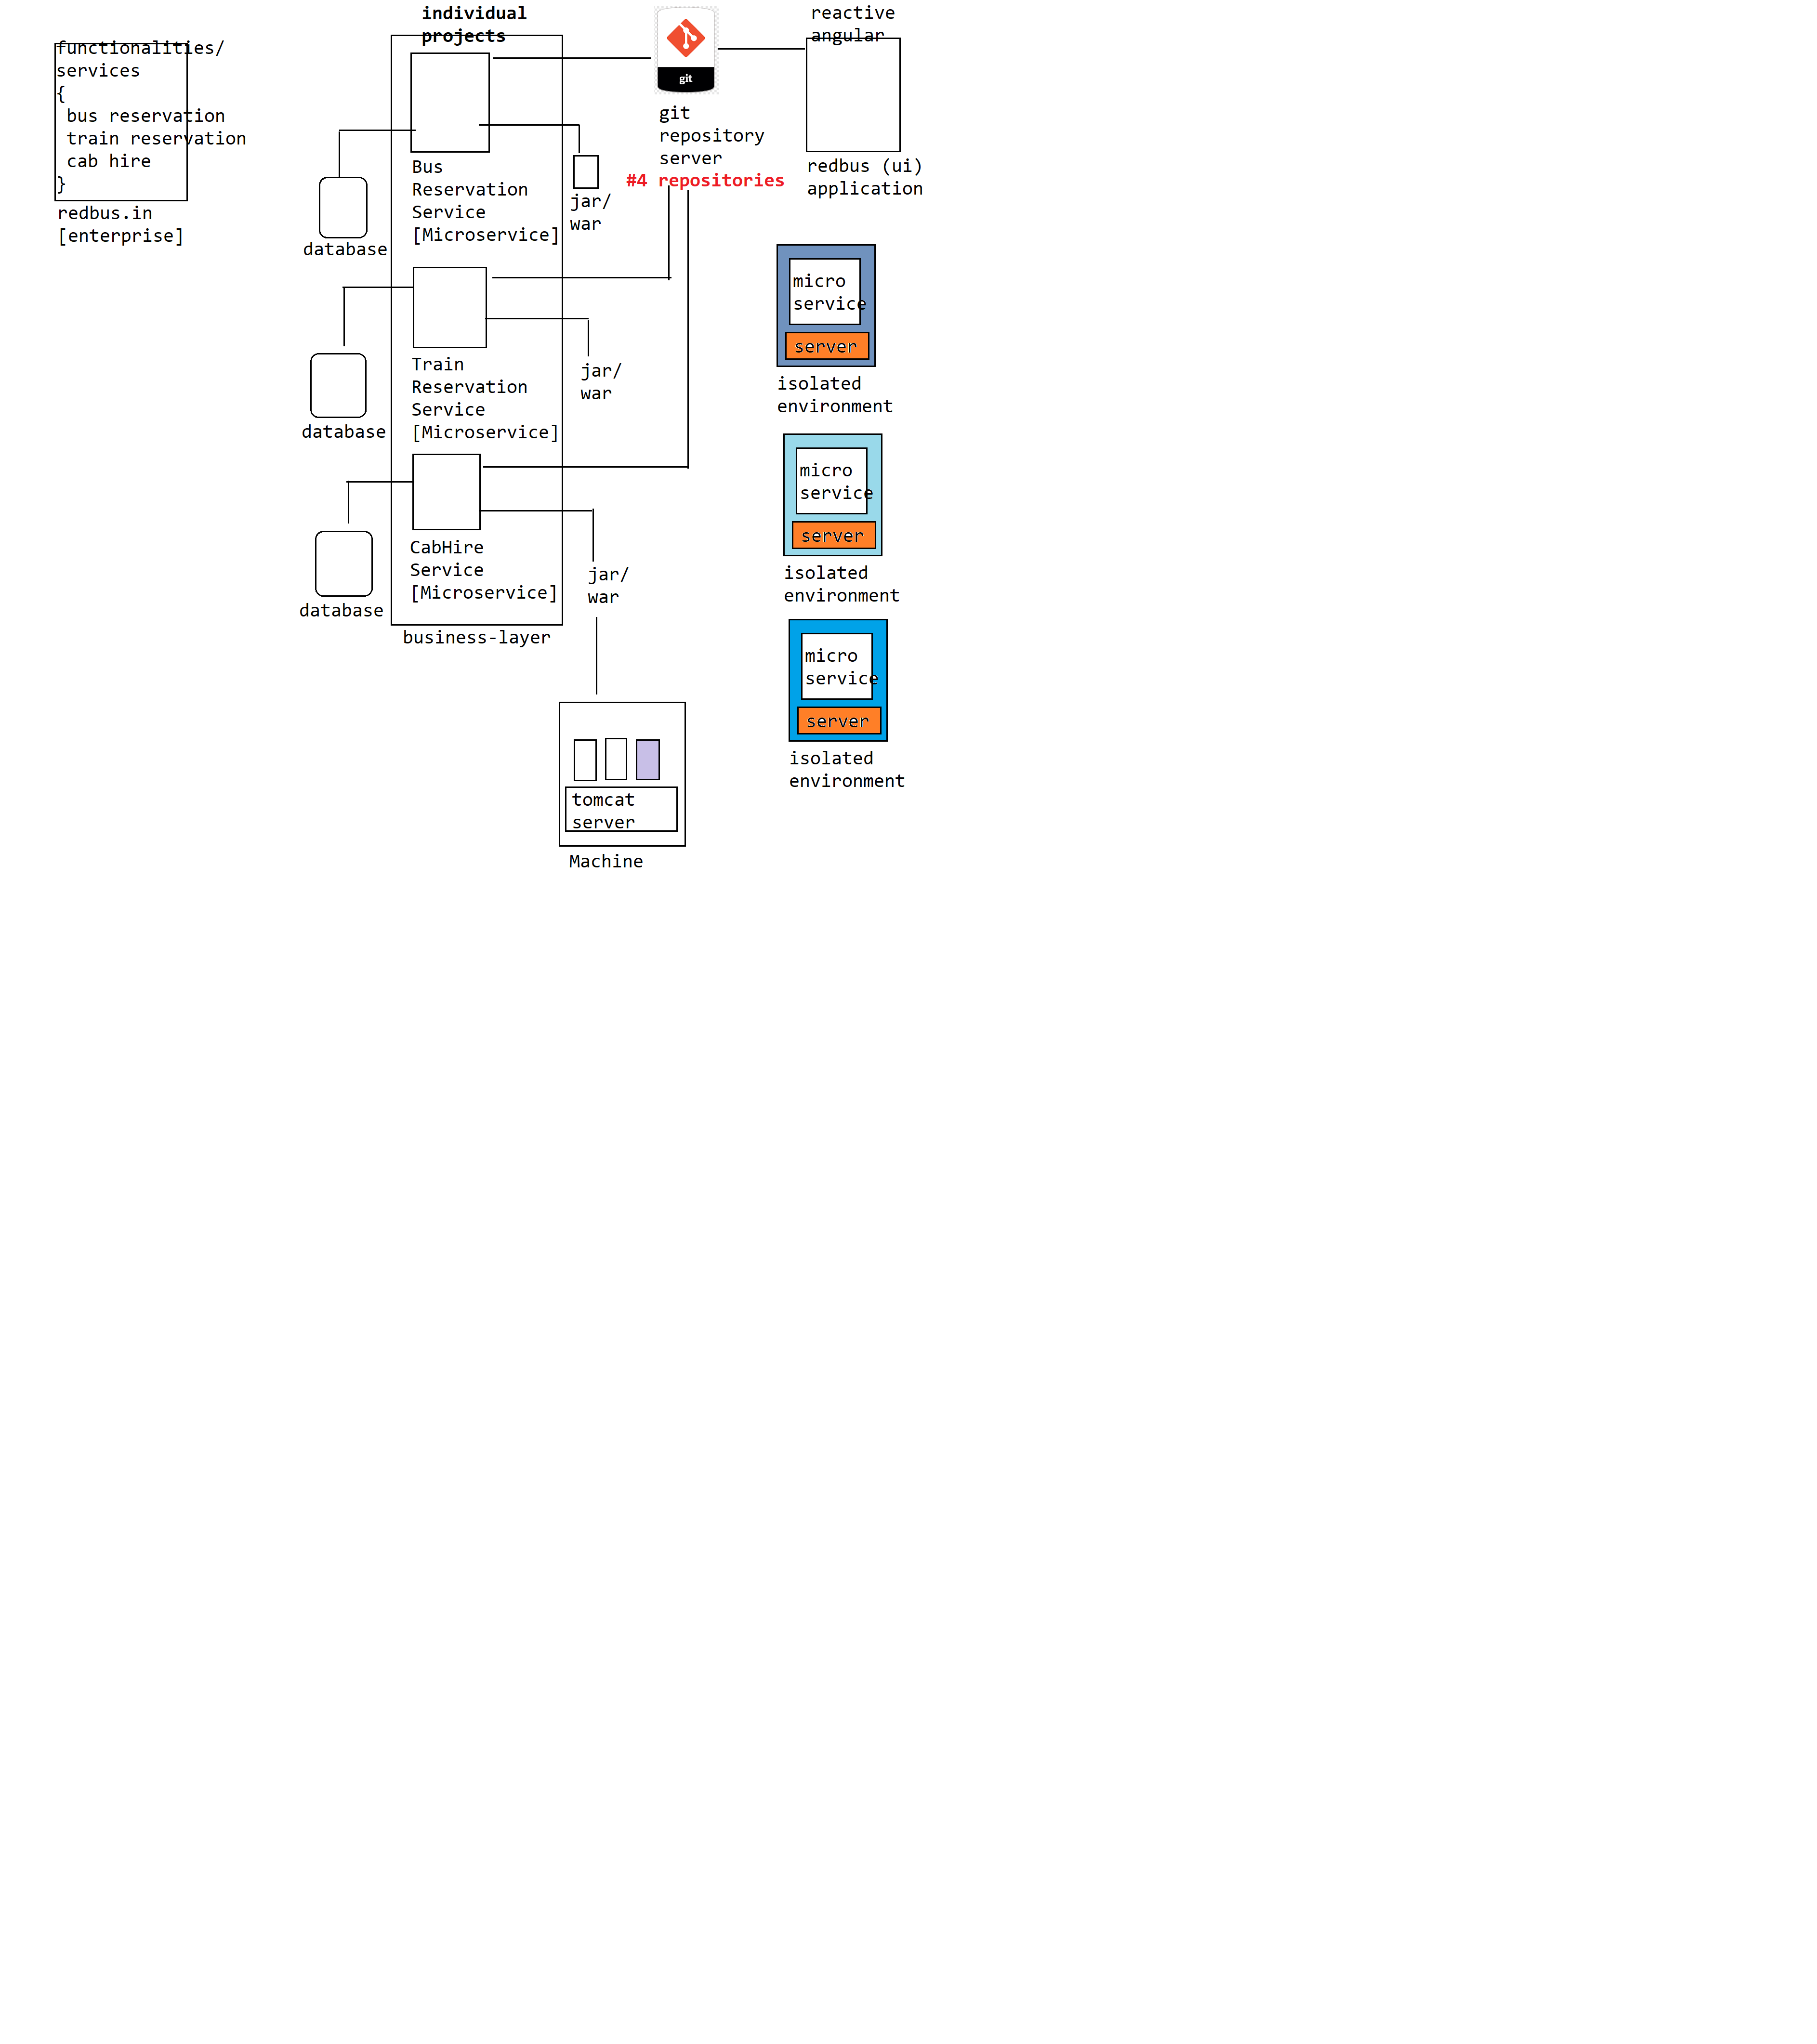 functionalities/
services
{
bus reservation
train reservation
cab hire
}
redbus.in
[enterprise]
individual
projects
Bus
Reservation
Service
[Microservice]
database
jar/
war
Train
Reservation
Service
[Microservice]
database
jar/
war
CabHire
Service
[Microservice]
database
jar/
war
business-layer
tomcat
server
Machine
git
git
repository
server
#4 repositories
reactive
angular
redbus (ui)
application
micro
service
server
isolated
environment
micro
service
server
isolated
environment
micro
service
server
isolated
environment